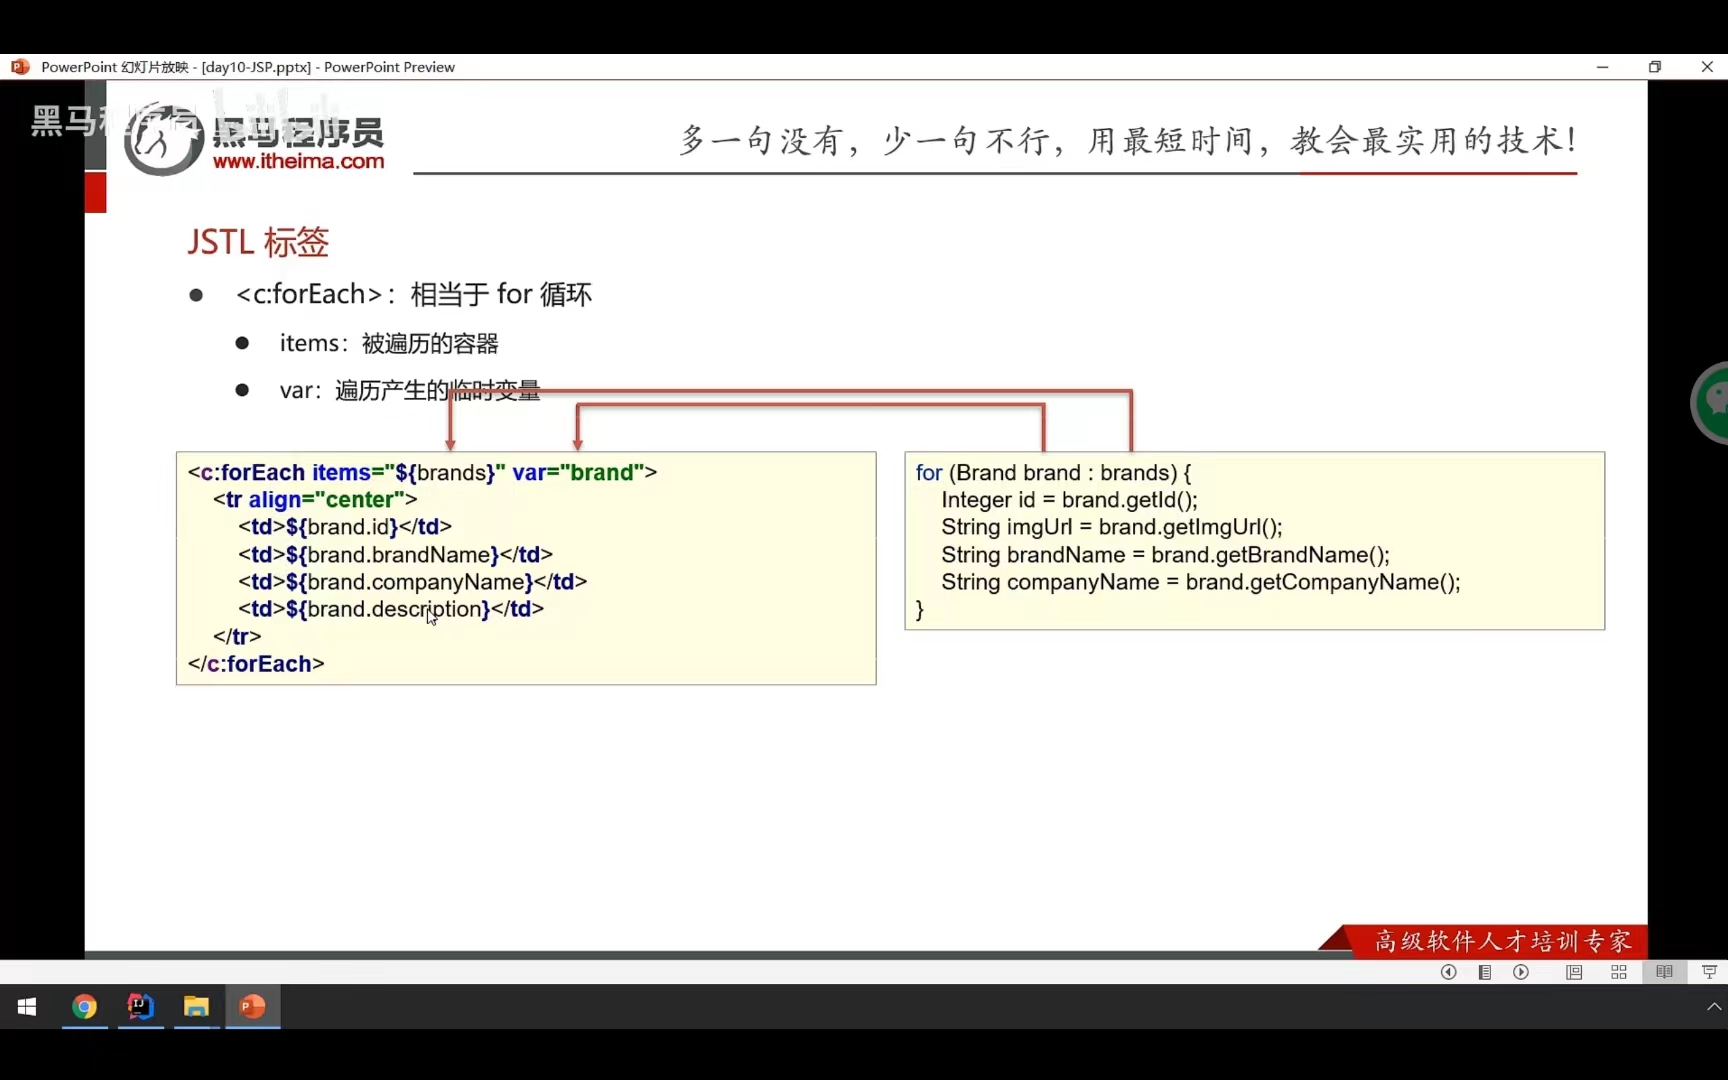 PowerPoint 幻灯片放映 - [day10-JSP.pptx] - PowerPoint Preview
黑马程序员
www.itheima.com
多一句没有，少一句不行，用最短时间，教会最实用的技术！
JSTL 标签
<c:forEach>：相当于 for 循环
items：被遍历的容器
var：遍历产生的临时变量
<c:forEach items="${brands}" var="brand">
<tr align="center">
<td>${brand.id}</td>
<td>${brand.brandName}</td>
<td>${brand.companyName}</td>
<td>${brand.description}</td>
</tr>
</c:forEach>
for (Brand brand : brands) {
Integer id = brand.getId();
String imgUrl = brand.getImgUrl();
String brandName = brand.getBrandName();
String companyName = brand.getCompanyName();
}
高级软件人才培训专家